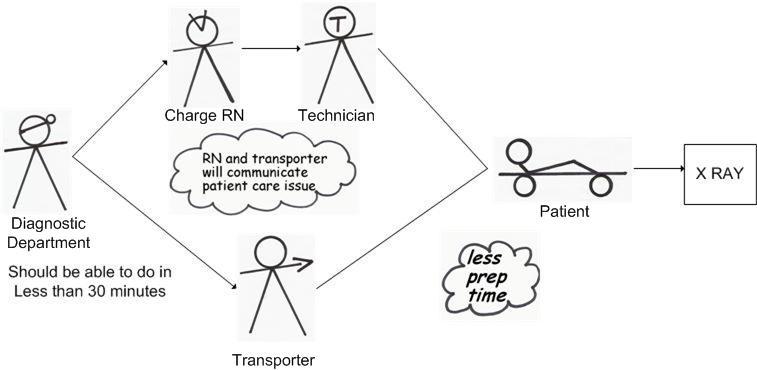 T
Charge RN
Technician
RN and transporter
will communicate
patient care issue
X RAY
Diagnostic
Department
Patient
Should be able to do in
Less than 30 minutes
less
prep
time
Transporter